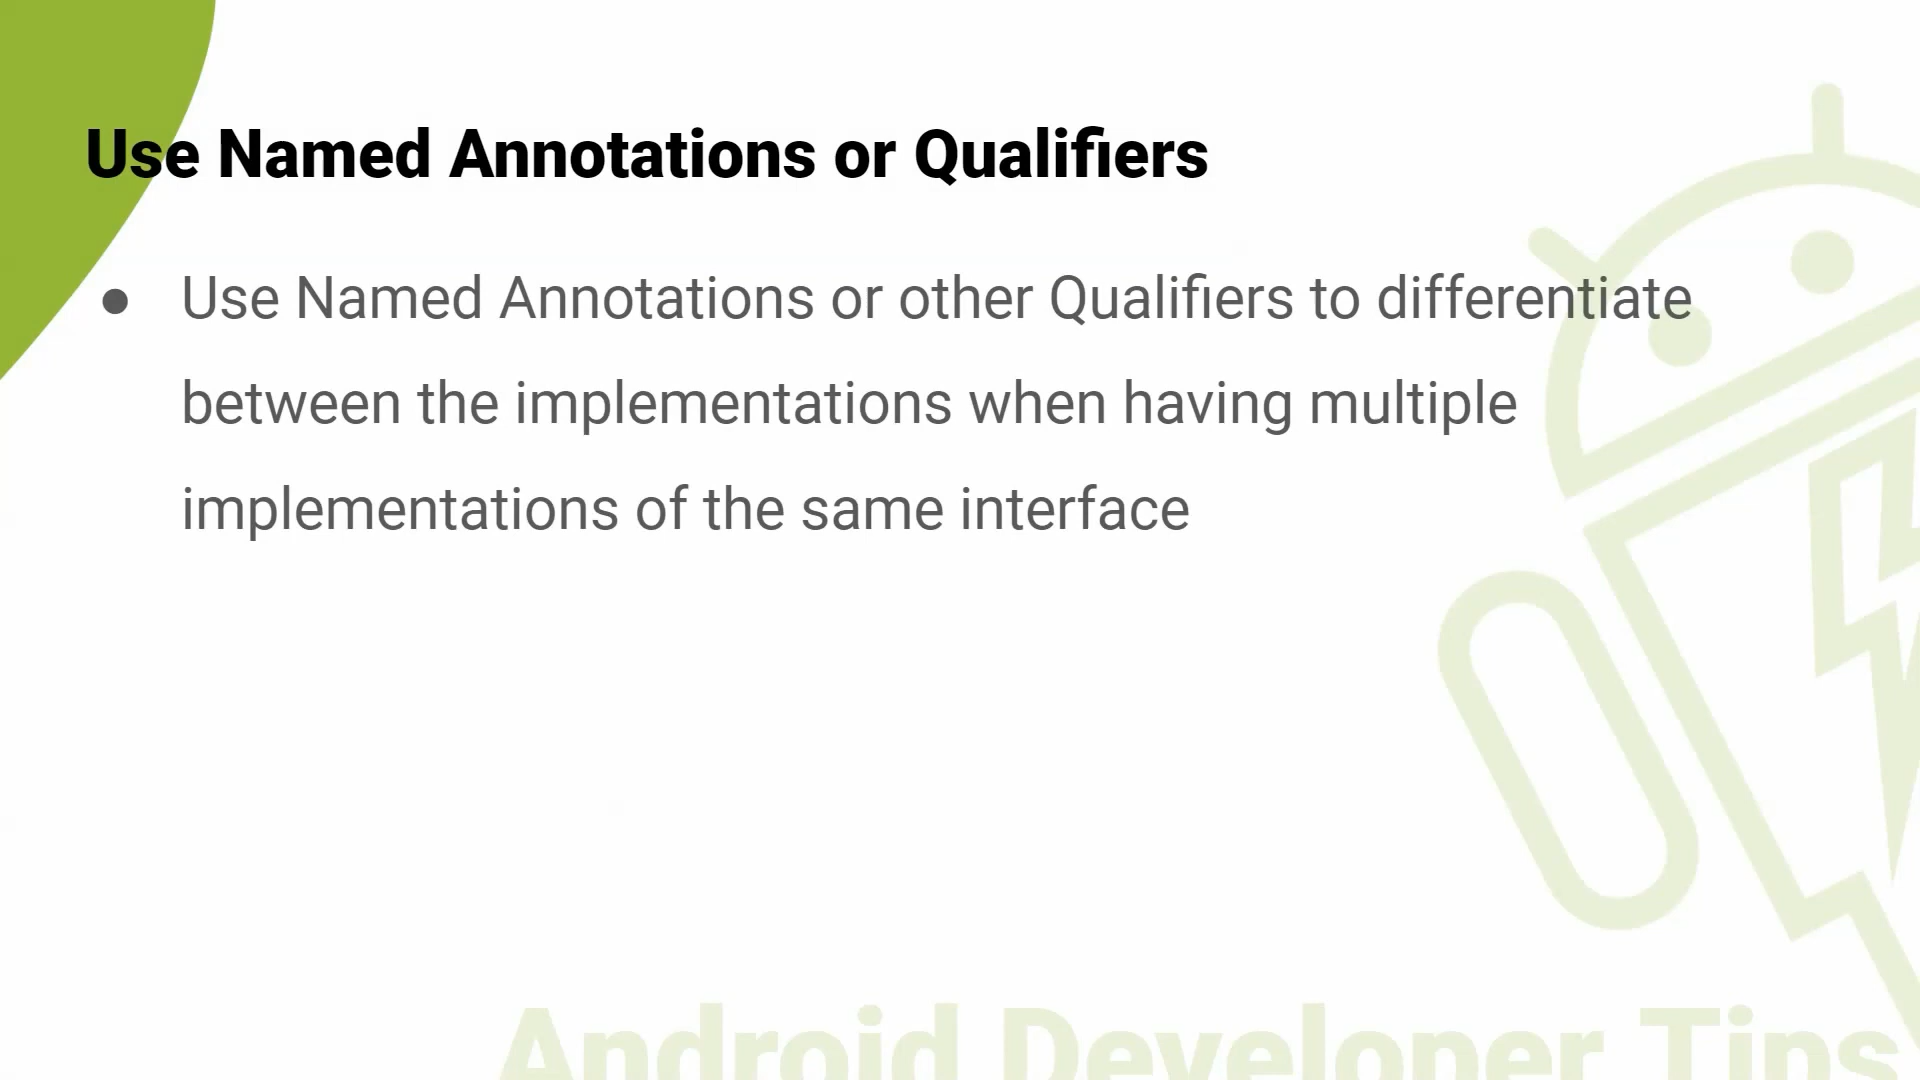 Use Named Annotations or Qualifiers
● Use Named Annotations or other Qualifiers to differentiate
between the implementations when having multiple
implementations of the same interface
Android Developer Tips